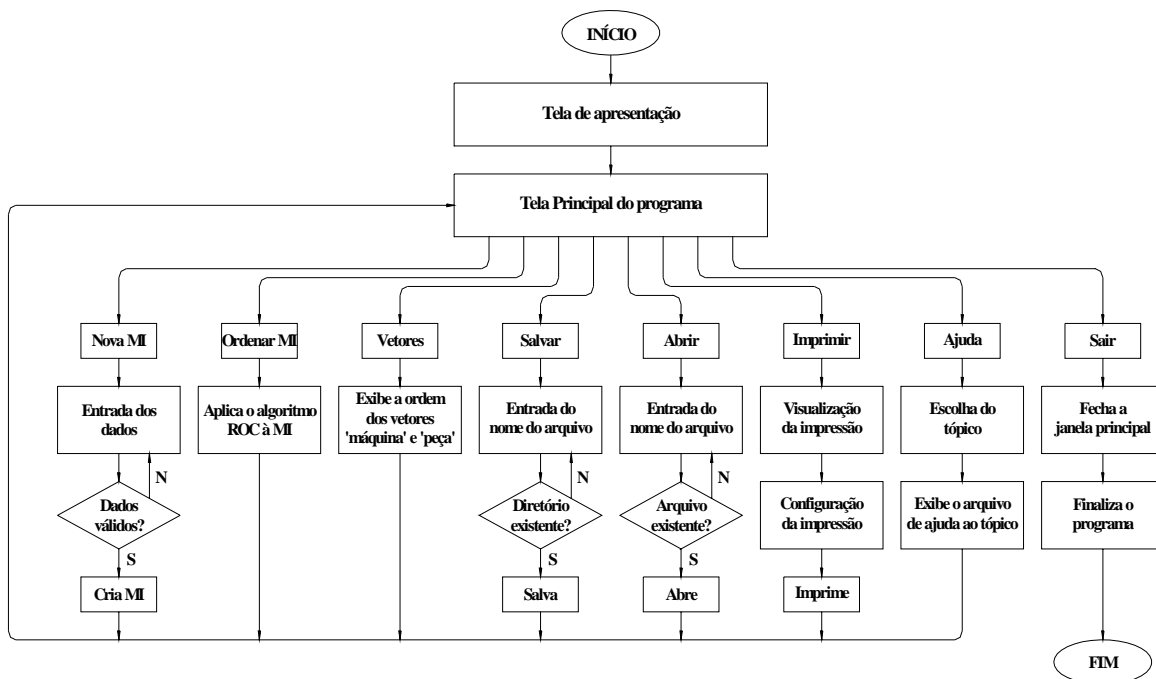 INÍCIO
Tela de apresentação
Tela Principal do programa
Nova MI
Ordenar MI
Vetores
Salvar
Abrir
Imprimir
Ajuda
Sair
Entrada dos
dados
Aplica o algoritmo
ROC à MI
Exibe a ordem
dos vetores
'máquina' e 'peça'
Entrada do
nome do arquivo
Entrada do
nome do arquivo
Visualização
da impressão
Escolha do
tópico
Fecha a
janela principal
N
N
N
Dados
válidos?
Diretório
existente?
Arquivo
existente?
Configuração
da impressão
Exibe o arquivo
de ajuda ao tópico
Finaliza o
programa
S
S
S
Cria MI
Salva
Abre
Imprime
FIM